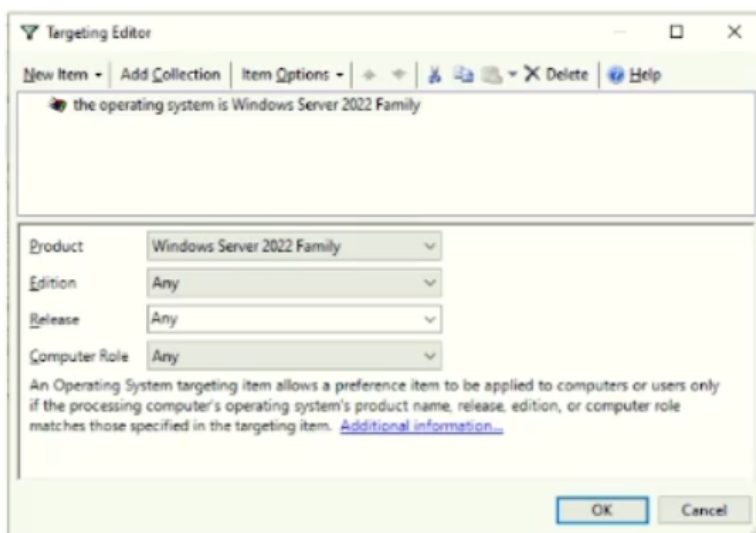 Targeting Editor
New Item Add Collection Item Options Delete Help
the operating system is Windows Server 2022 Family
Product Windows Server 2022 Family
Edition Any
Release Any
Computer Role Any
An Operating System targeting item allows a preference item to be applied to computers or users only
if the processing computer's operating system's product name, release, edition, or computer role
matches those specified in the targeting item. Additional information...
OK Cancel